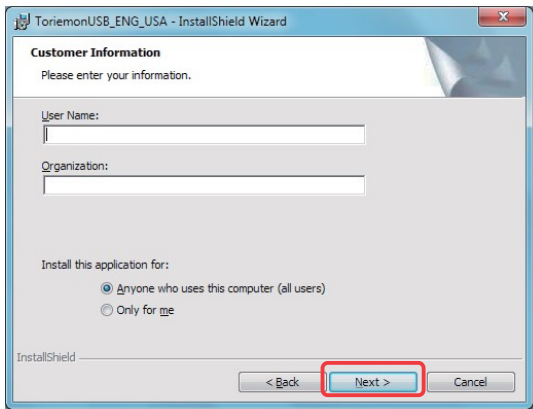 ToriemonUSB_ENG_USA - InstallShield Wizard
Customer Information
Please enter your information.
User Name:
Organization:
Install this application for:
Anyone who uses this computer (all users)
Only for me
InstallShield
< Back
Next >
Cancel